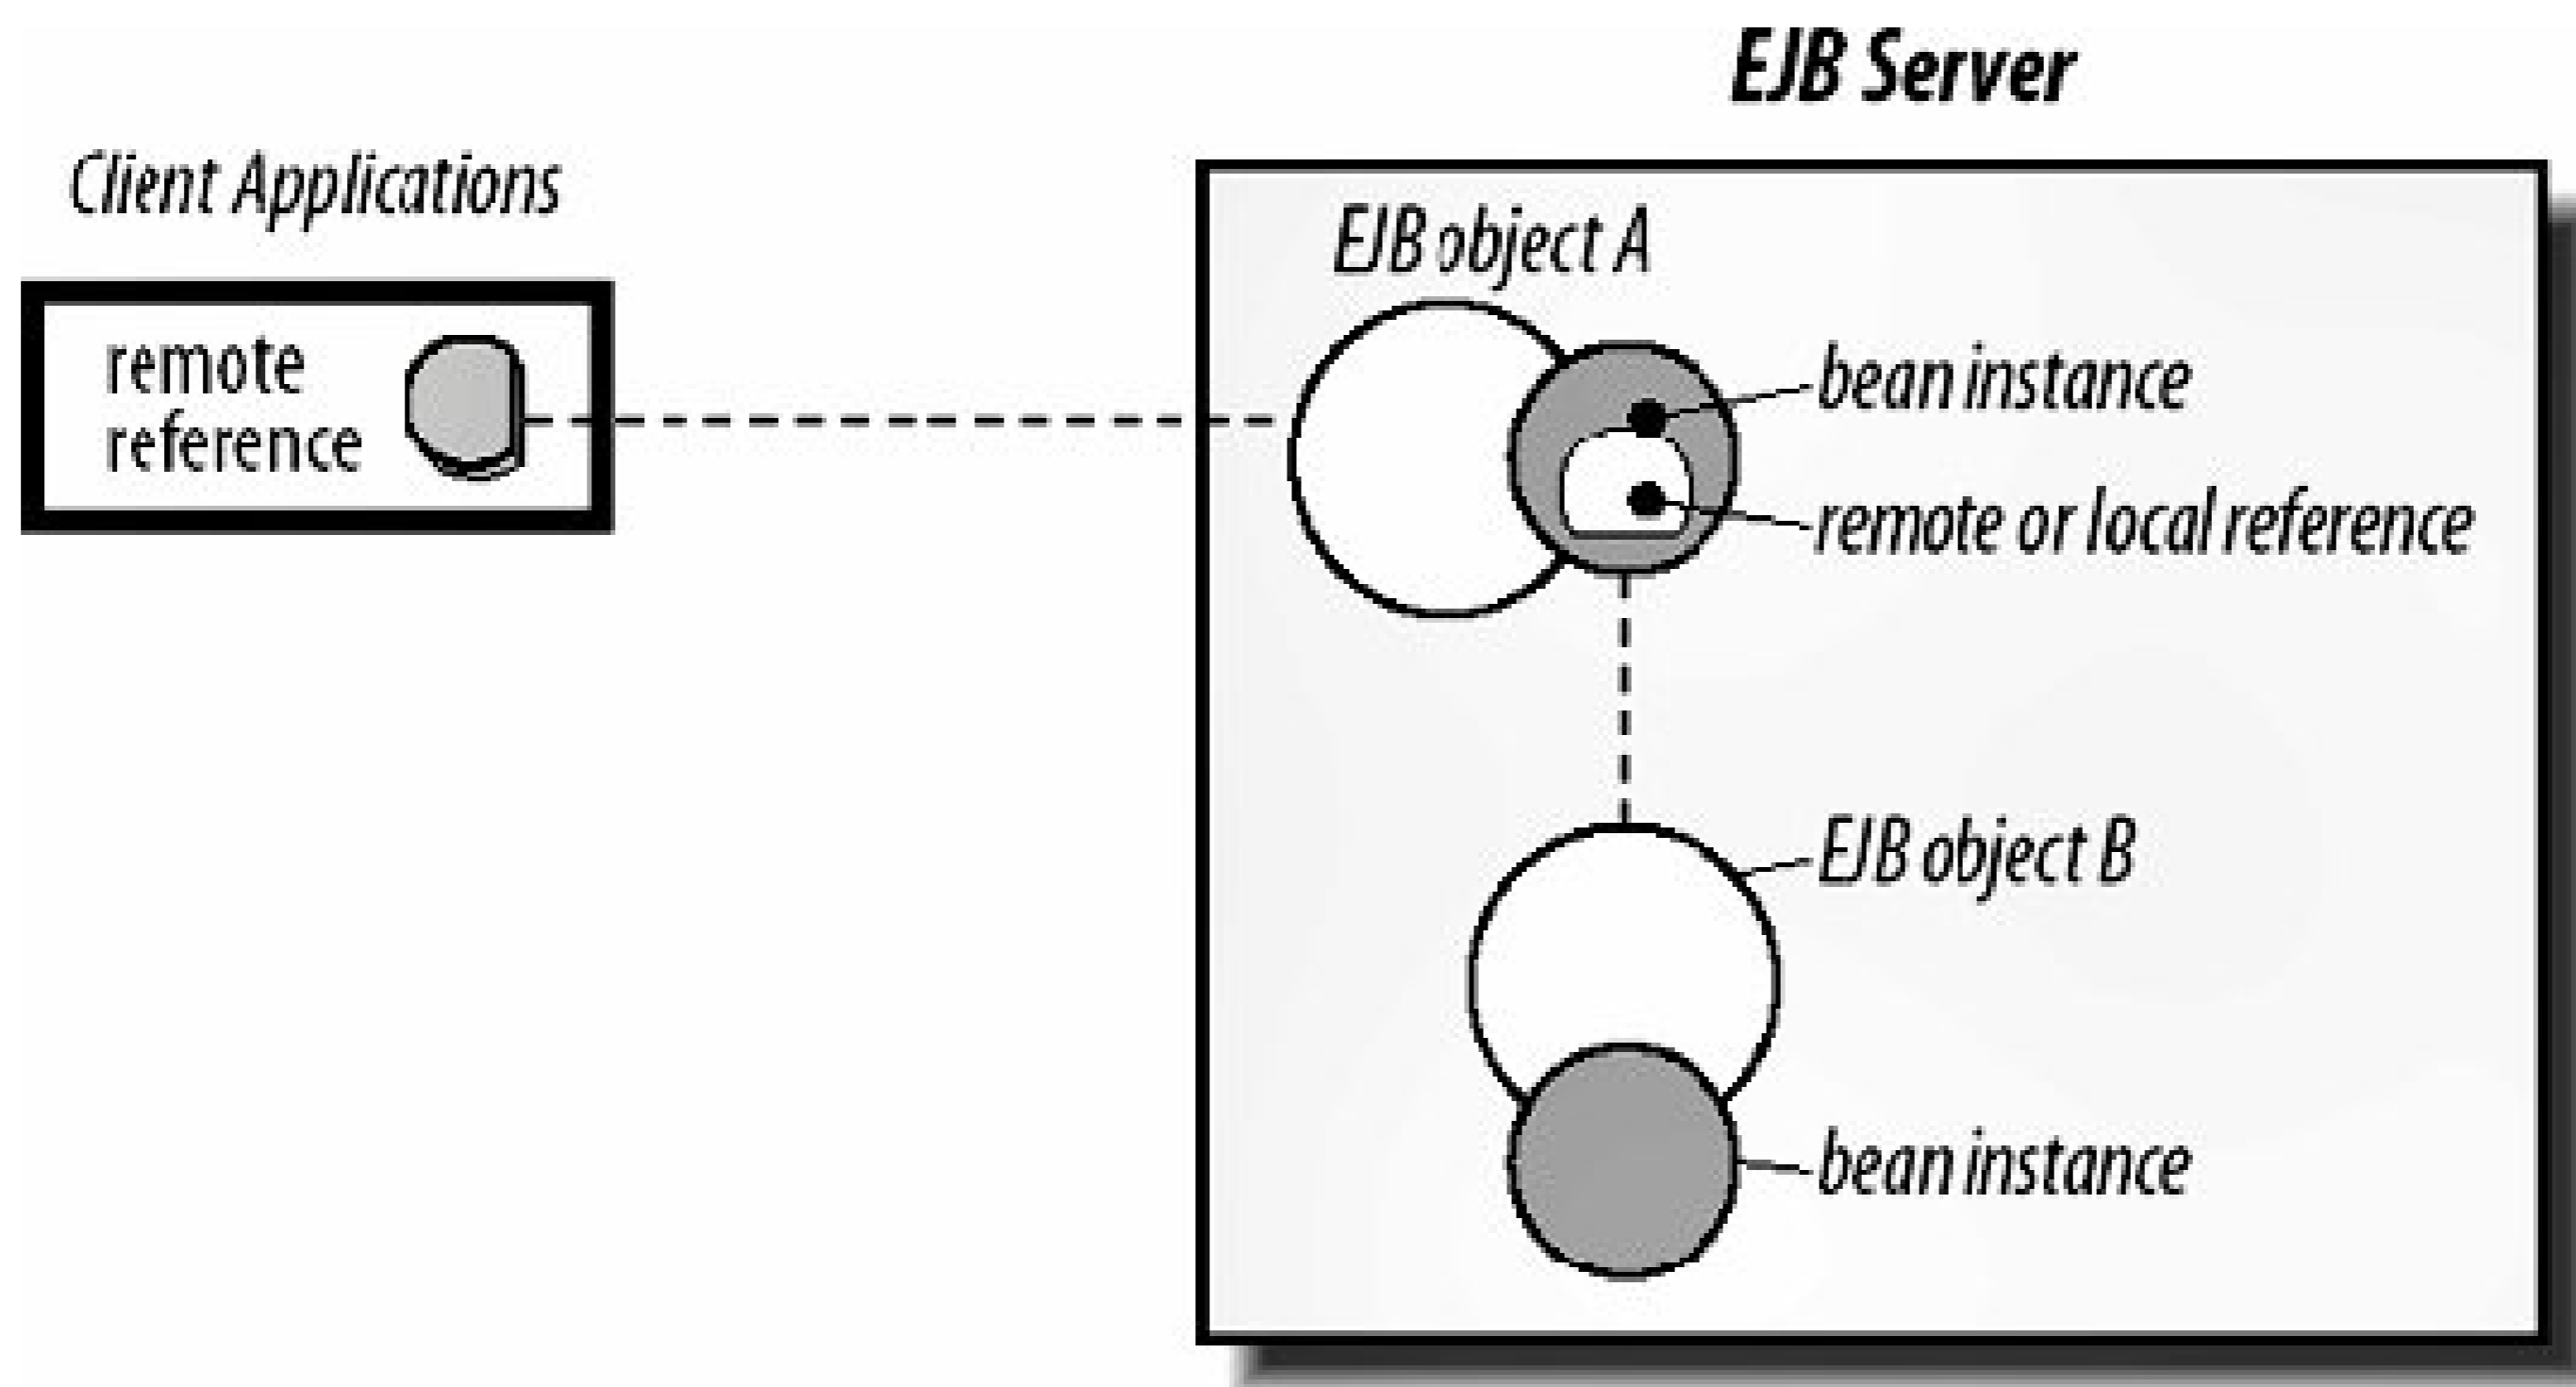 EJB Server
Client Applications
EJB object A
remote
reference
bean instance
remote or local reference
EJB object B
bean instance